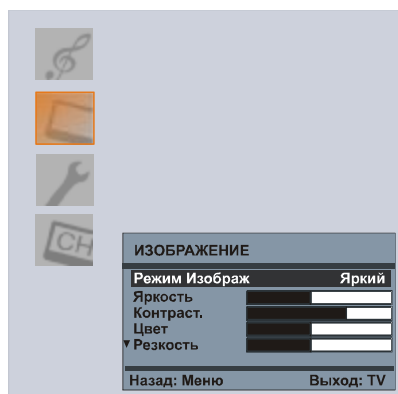 CH
ИЗОБРАЖЕНИЕ
Режим Изображ Яркий
Яркость
Контраст.
Цвет
Резкость
Назад: Меню Выход: TV